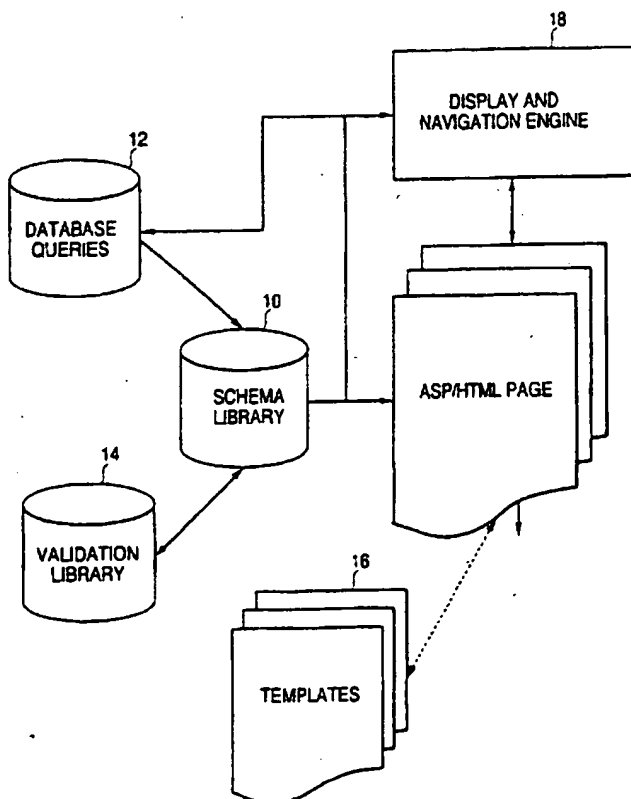 18
DISPLAY AND
NAVIGATION ENGINE
12
DATABASE
QUERIES
10
SCHEMA
LIBRARY
ASP/HTML PAGE
14
VALIDATION
LIBRARY
16
TEMPLATES